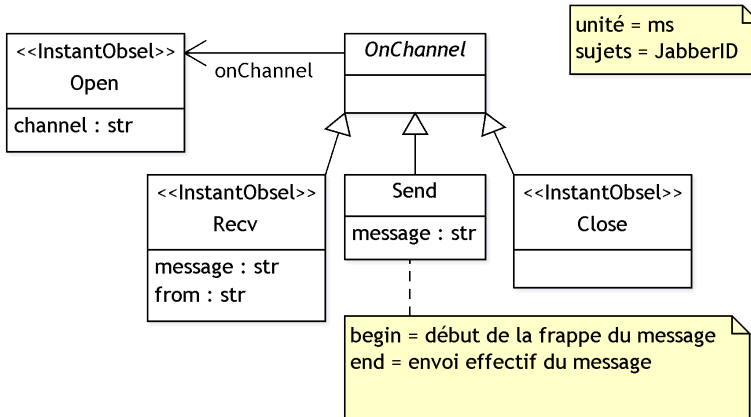 <<InstantObsel>>
Open
channel : str
onChannel
OnChannel
unité = ms
sujets = JabberID
<<InstantObsel>>
Recv
message : str
from : str
Send
message : str
<<InstantObsel>>
Close
begin = début de la frappe du message
end = envoi effectif du message